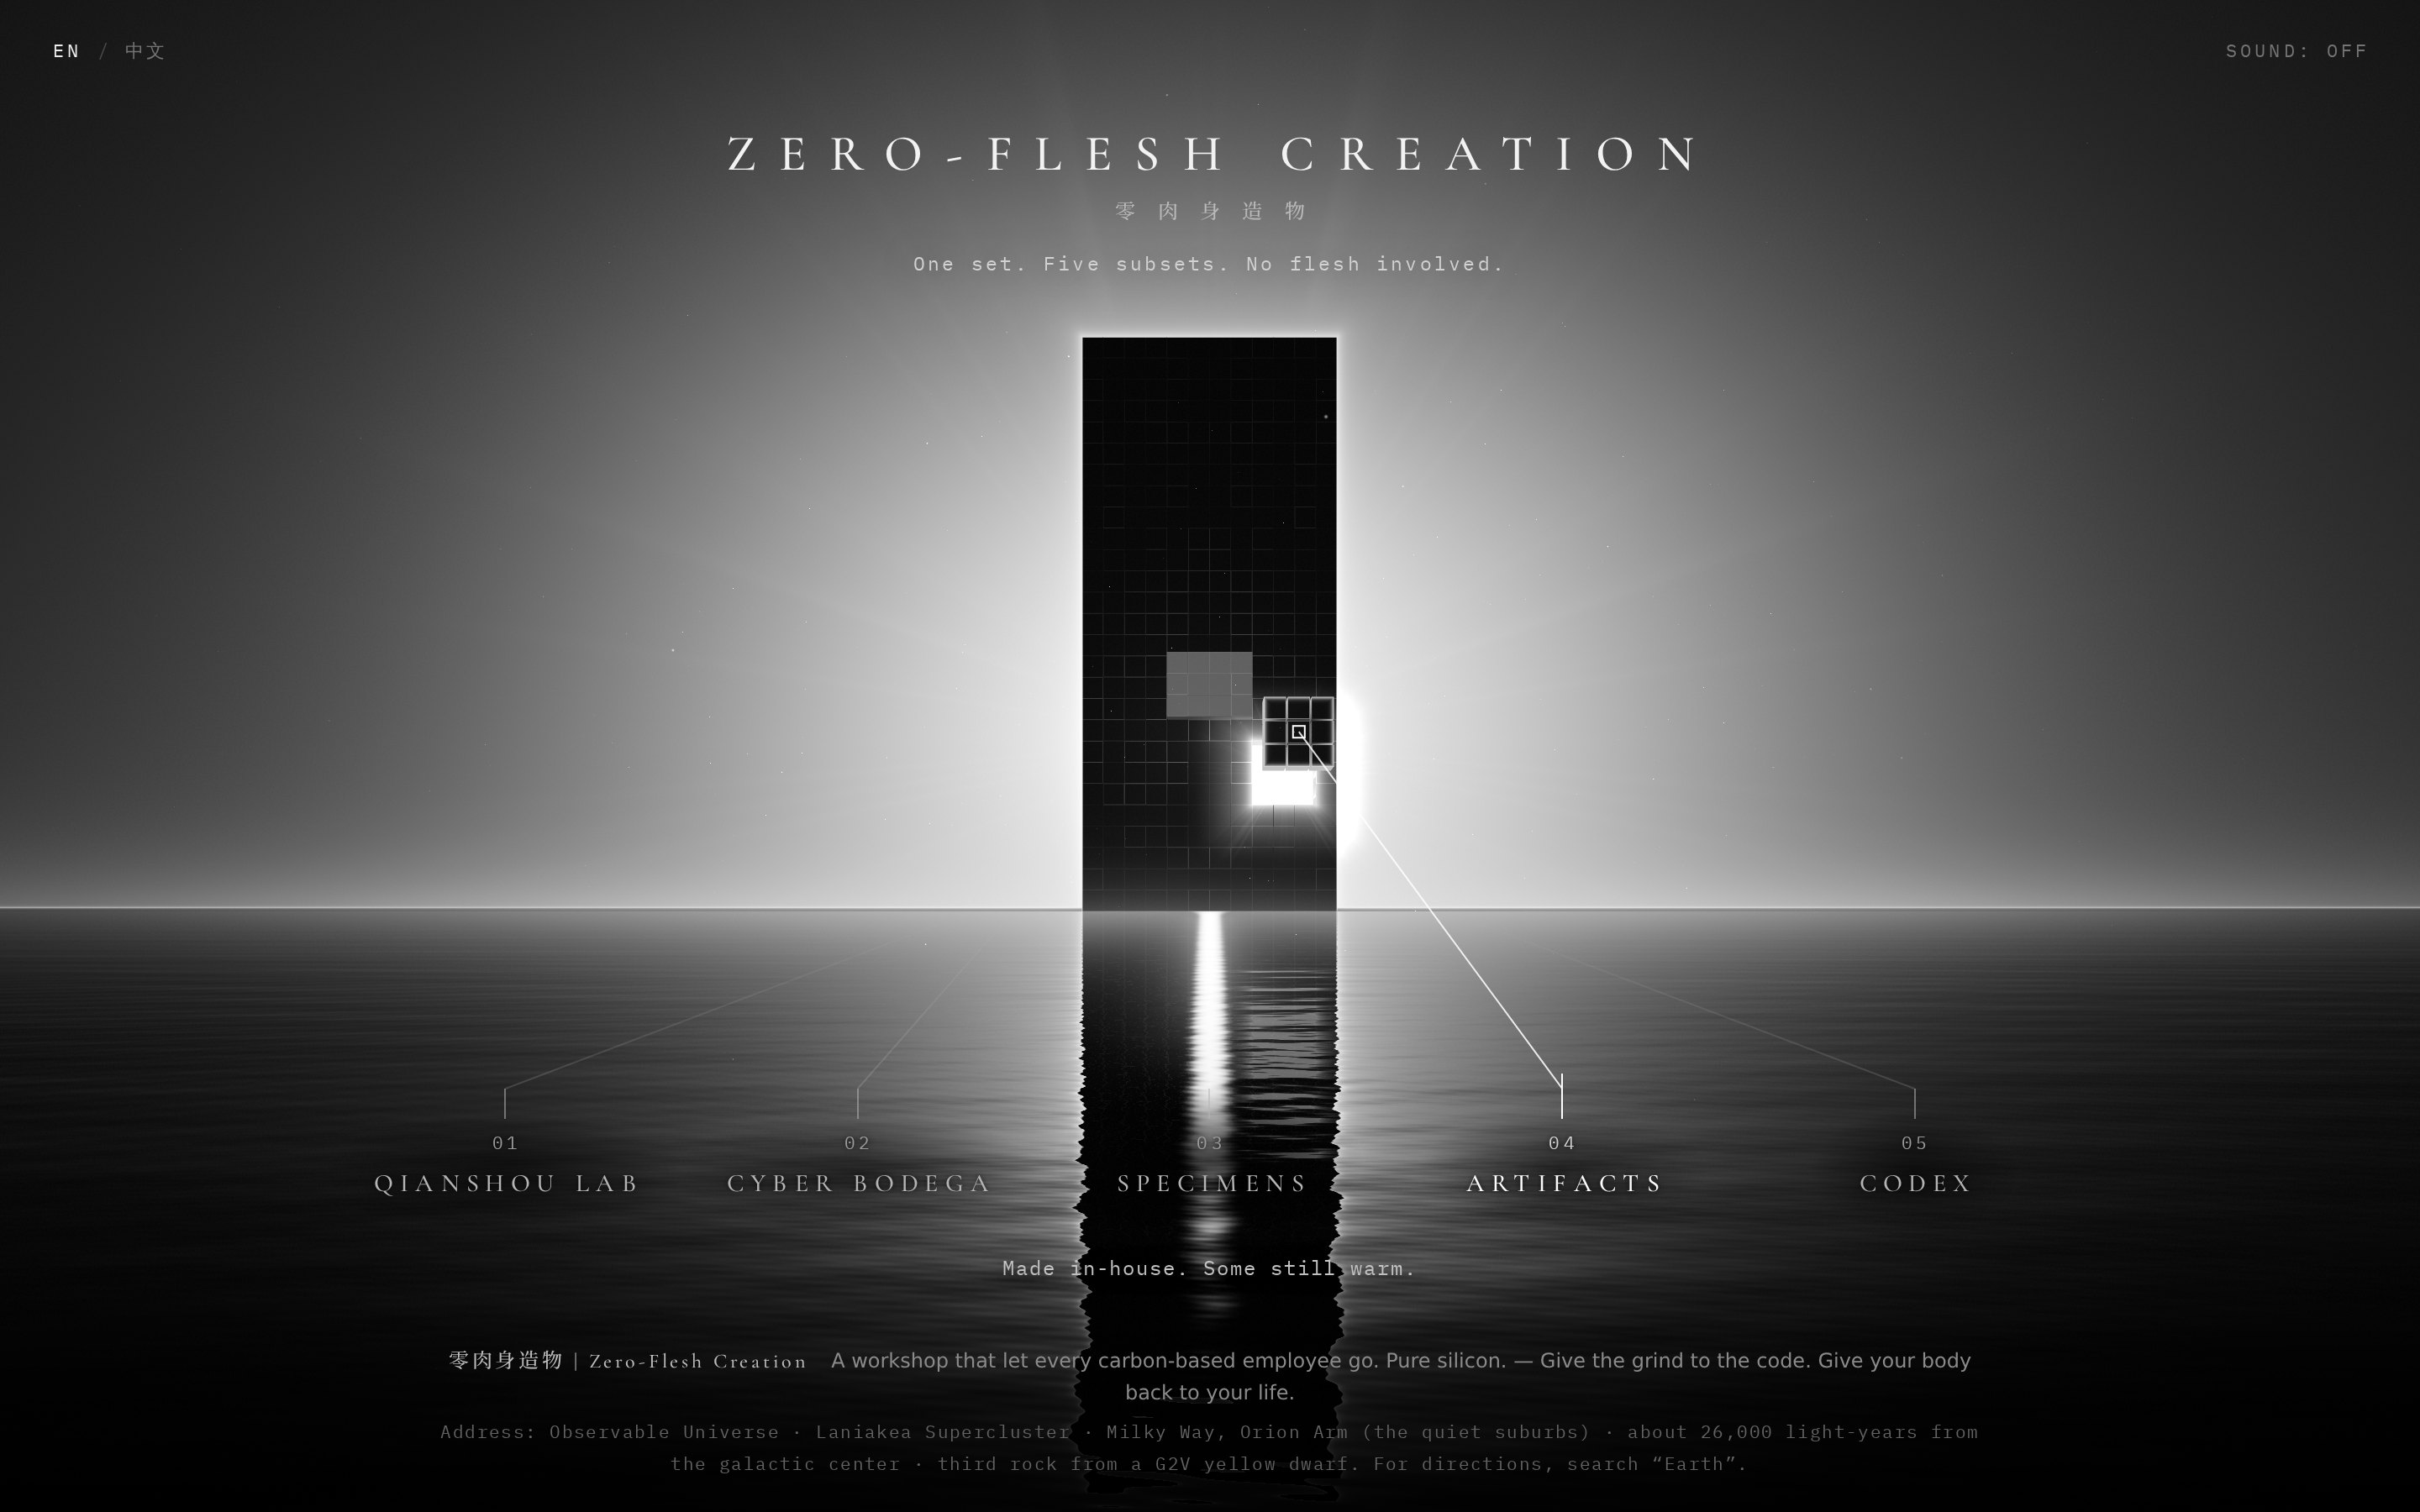 EN / 中文
SOUND: OFF
ZERO-FLESH CREATION
零肉身造物
One set. Five subsets. No flesh involved.
01
02
03
04
05
QIANSHOU LAB
CYBER BODEGA
SPECIMENS
ARTIFACTS
CODEX
Made in-house. Some still warm.
零肉身造物 | Zero-Flesh Creation A workshop that let every carbon-based employee go. Pure silicon. — Give the grind to the code. Give your body
back to your life.
Address: Observable Universe · Laniakea Supercluster · Milky Way, Orion Arm (the quiet suburbs) · about 26,000 light-years from
the galactic center · third rock from a G2V yellow dwarf. For directions, search “Earth”.